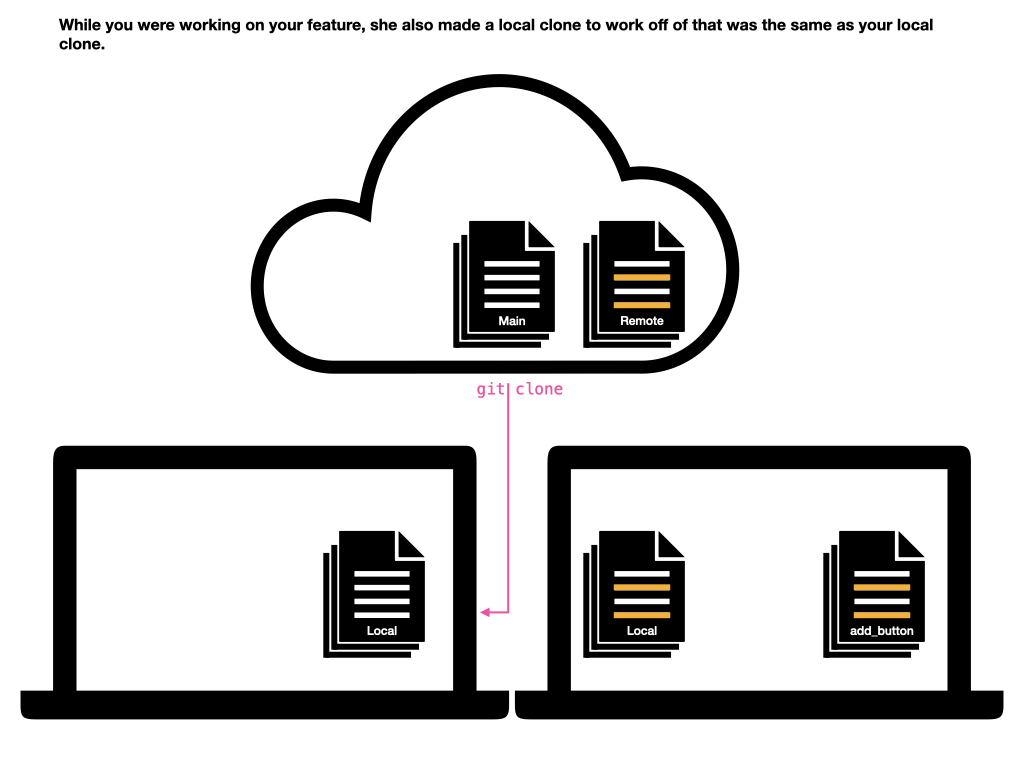 While you were working on your feature, she also made a local clone to work off of that was the same as your local
clone.
Main
Remote
git clone
Local
Local
add_button